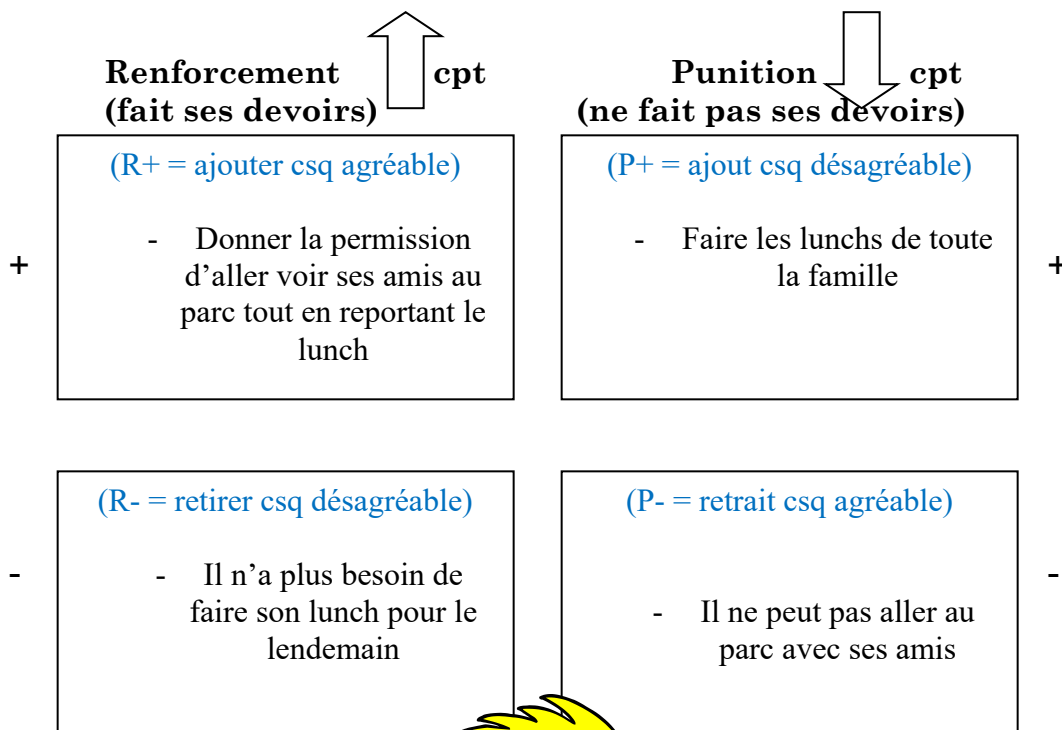 Renforcement cpt
(fait ses devoirs)
Punition cpt
(ne fait pas ses devoirs)
+
(R+ = ajouter csq agréable)
- Donner la permission
d’aller voir ses amis au
parc tout en reportant le
lunch
(P+ = ajout csq désagréable)
- Faire les lunchs de toute
la famille
+
-
(R- = retirer csq désagréable)
- Il n’a plus besoin de
faire son lunch pour le
lendemain
(P- = retrait csq agréable)
- Il ne peut pas aller au
parc avec ses amis
-